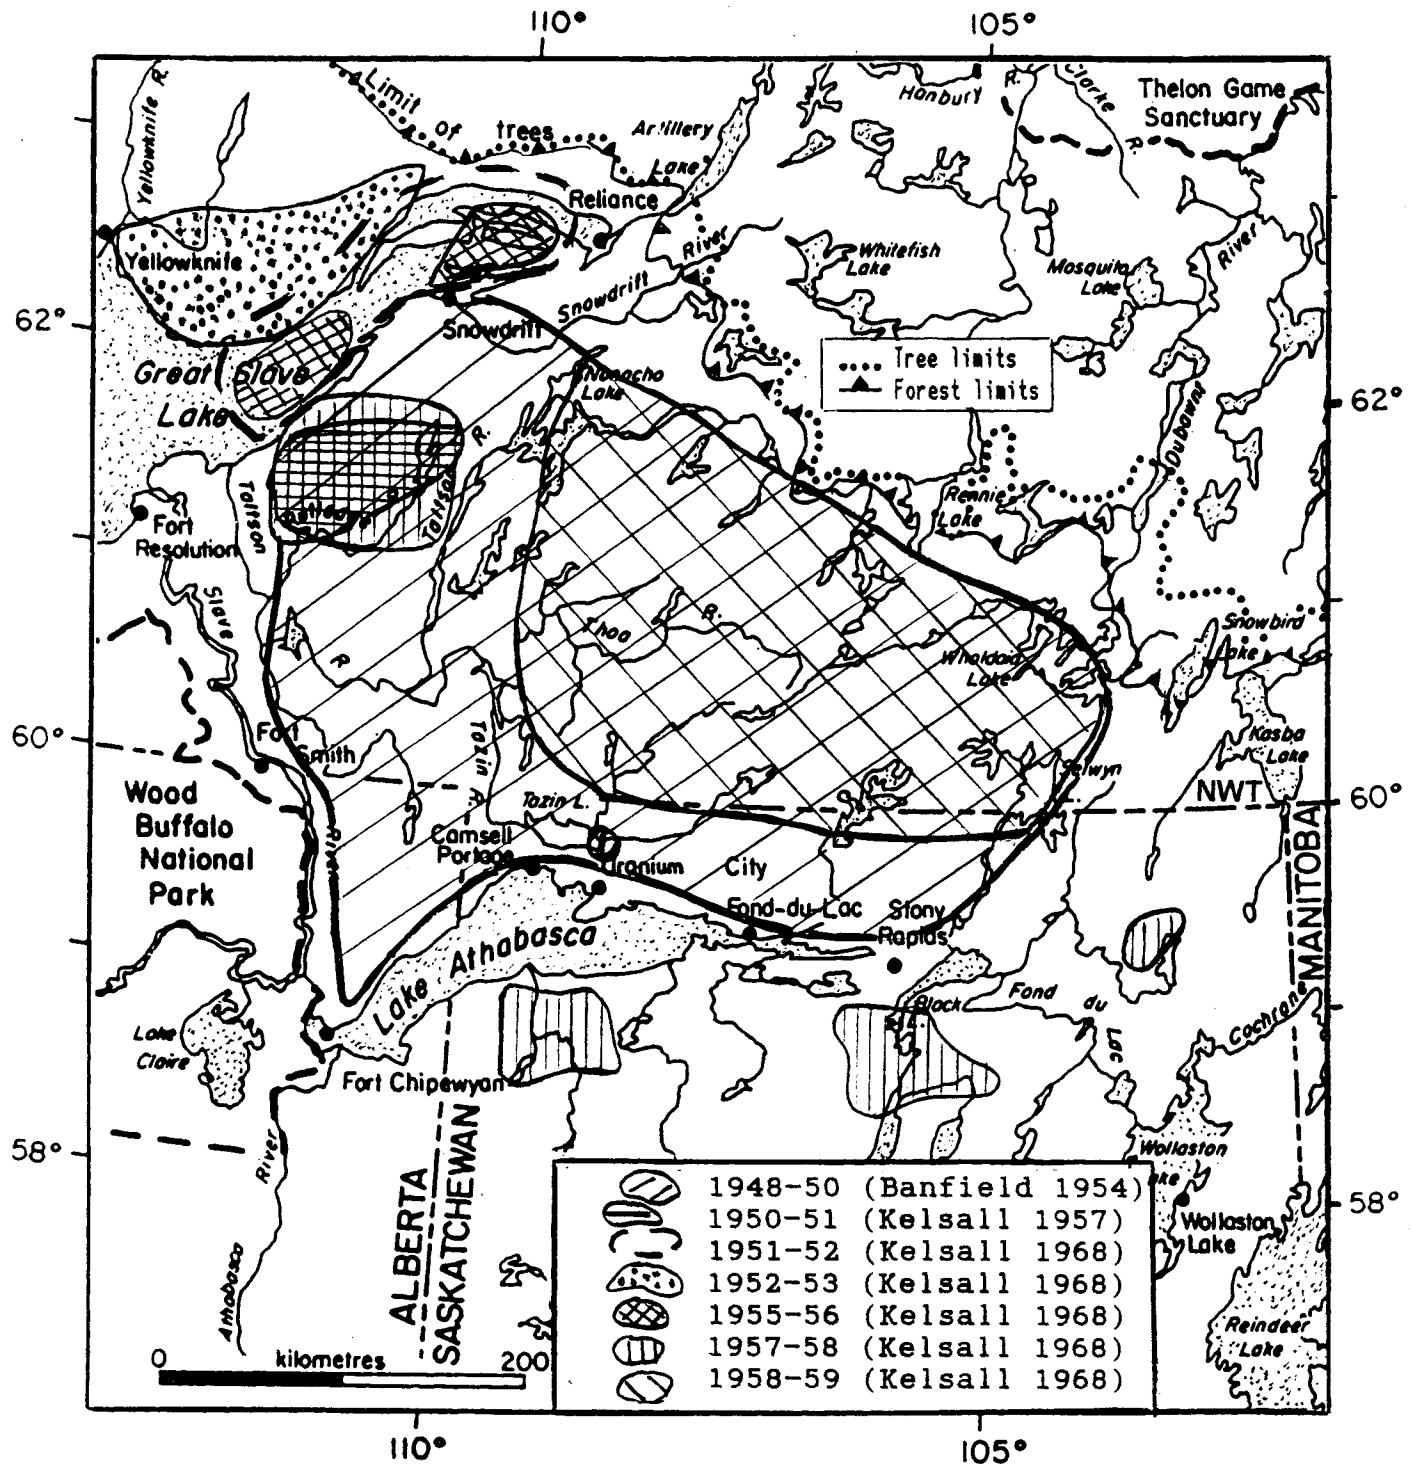 110°
105°
Yellowknife R.
Limit of trees
Artillery
Lake
Hanbury
R.
Clarke
R.
Thelon Game
Sanctuary
Reliance
Yellowknife
River
Snowdrift
Whitefish
Lake
Mosquito
Lake
River
62°
Snowdrift
Tree limits
Forest limits
Great Slave
Lake
Nonacho
Lake
62°
Dubawnt
R.
Taltson
Taltson
Rennie
Lake
Fort
Resolution
Slave
Thoa
R.
R.
Snowbird
Lake
Wholdaia
Lake
60°
Fort
Smith
Tazin R.
Kasba
Lake
Selwyn
NWT
60°
Wood
Buffalo
National
Park
River
Tazin L.
Camsell
Portage
Uranium
City
MANITOBA
Fond-du-Lac
Stony
Rapids
Lake Athabasca
Black
Fond
du
Lac
Cochrane
Lake
Claire
Fort Chipewyan
58°
River
Wollaston
Lake
58°
Wollaston
Lake
Athabasca
ALBERTA
SASKATCHEWAN
1948-50 (Banfield 1954)
1950-51 (Kelsall 1957)
1951-52 (Kelsall 1968)
1952-53 (Kelsall 1968)
1955-56 (Kelsall 1968)
1957-58 (Kelsall 1968)
1958-59 (Kelsall 1968)
Reindeer
Lake
0 kilometres 200
110°
105°